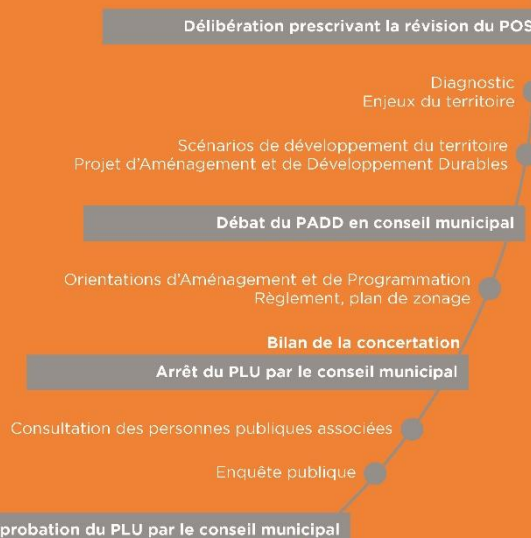 Délibération prescrivant la révision du POS
Diagnostic
Enjeux du territoire
Scénarios de développement du territoire
Projet d'Aménagement et de Développement Durables
Débat du PADD en conseil municipal
Orientations d'Aménagement et de Programmation
Règlement, plan de zonage
Bilan de la concertation
Arrêt du PLU par le conseil municipal
Consultation des personnes publiques associées
Enquête publique
probation du PLU par le conseil municipal